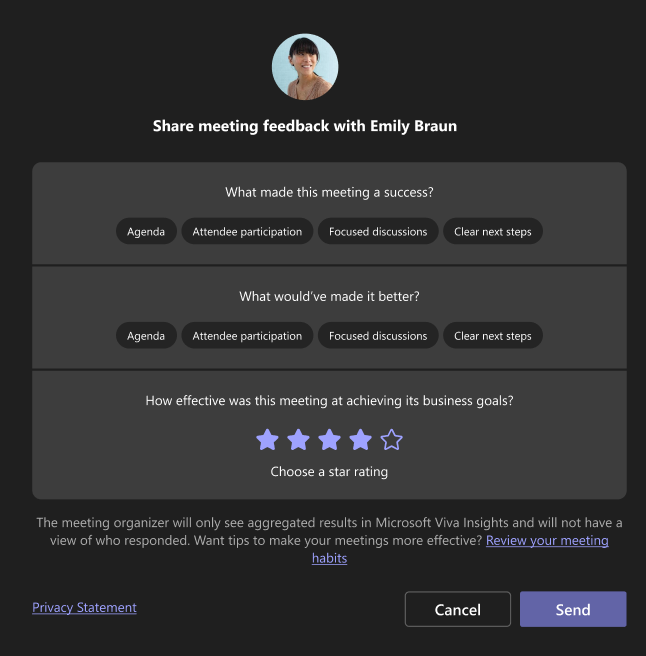 Share meeting feedback with Emily Braun
What made this meeting a success?
Agenda Attendee participation Focused discussions Clear next steps
What would've made it better?
Agenda Attendee participation Focused discussions Clear next steps
How effective was this meeting at achieving its business goals?
Choose a star rating
The meeting organizer will only see aggregated results in Microsoft Viva Insights and will not have a
view of who responded. Want tips to make your meetings more effective? Review your meeting
habits
Privacy Statement Cancel Send